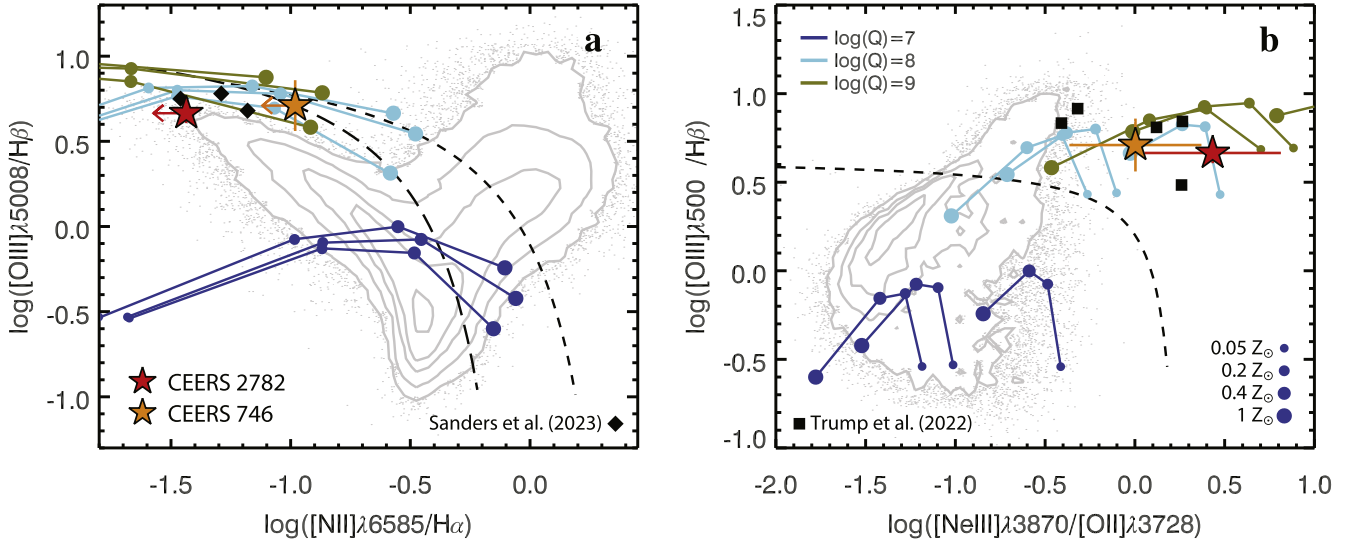 a
log([OIII]λ5008/Hβ)
1.0
0.5
0.0
-0.5
-1.0
CEERS 2782
CEERS 746
Sanders et al. (2023)
-1.5 -1.0 -0.5 0.0
log([NII]λ6585/Hα)
b
log([OIII]λ500 /Hβ)
1.5
1.0
0.5
0.0
-0.5
-1.0
log(Q)=7
log(Q)=8
log(Q)=9
0.05 Z⊙
0.2 Z⊙
0.4 Z⊙
1 Z⊙
Trump et al. (2022)
-2.0 -1.5 -1.0 -0.5 0.0 0.5 1.0
log([NeIII]λ3870/[OII]λ3728)